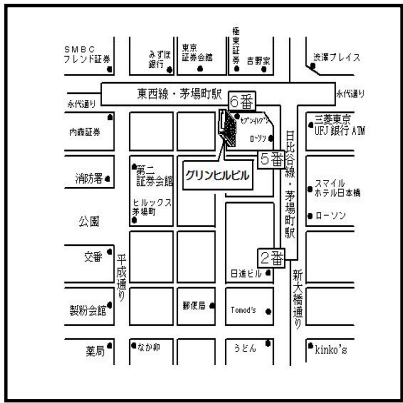 SMBC
フレンド証券
みずほ
銀行
東京
証券会館
極東証券
吉野家
渋澤プレイス
永代通り
東西線・茅場町駅
6番
永代通り
内藤証券
セブンイレブン
ローソン
三菱東京
UFJ銀行ATM
日比谷線・茅場町駅
5番
消防署
第二
証券会館
グリンヒルビル
スマイル
ホテル日本橋
ヒルックス
茅場町
ローソン
公園
交番
平成通り
2番
日進ビル
新大橋通り
製粉会館
郵便局
Tomod's
薬局
なか卯
うどん
kinko's